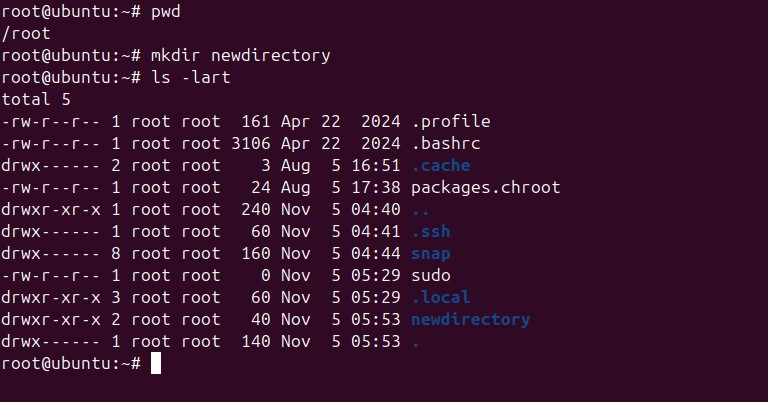 root@ubuntu:~# pwd
/root
root@ubuntu:~# mkdir newdirectory
root@ubuntu:~# ls -lart
total 5
-rw-r--r-- 1 root root  161 Apr 22  2024 .profile
-rw-r--r-- 1 root root 3106 Apr 22  2024 .bashrc
drwx------ 2 root root    3 Aug  5 16:51 .cache
-rw-r--r-- 1 root root   24 Aug  5 17:38 packages.chroot
drwxr-xr-x 1 root root  240 Nov  5 04:40 ..
drwx------ 1 root root   60 Nov  5 04:41 .ssh
drwx------ 8 root root  160 Nov  5 04:44 snap
-rw-r--r-- 1 root root    0 Nov  5 05:29 sudo
drwxr-xr-x 3 root root   60 Nov  5 05:29 .local
drwxr-xr-x 2 root root   40 Nov  5 05:53 newdirectory
drwx------ 1 root root  140 Nov  5 05:53 .
root@ubuntu:~#